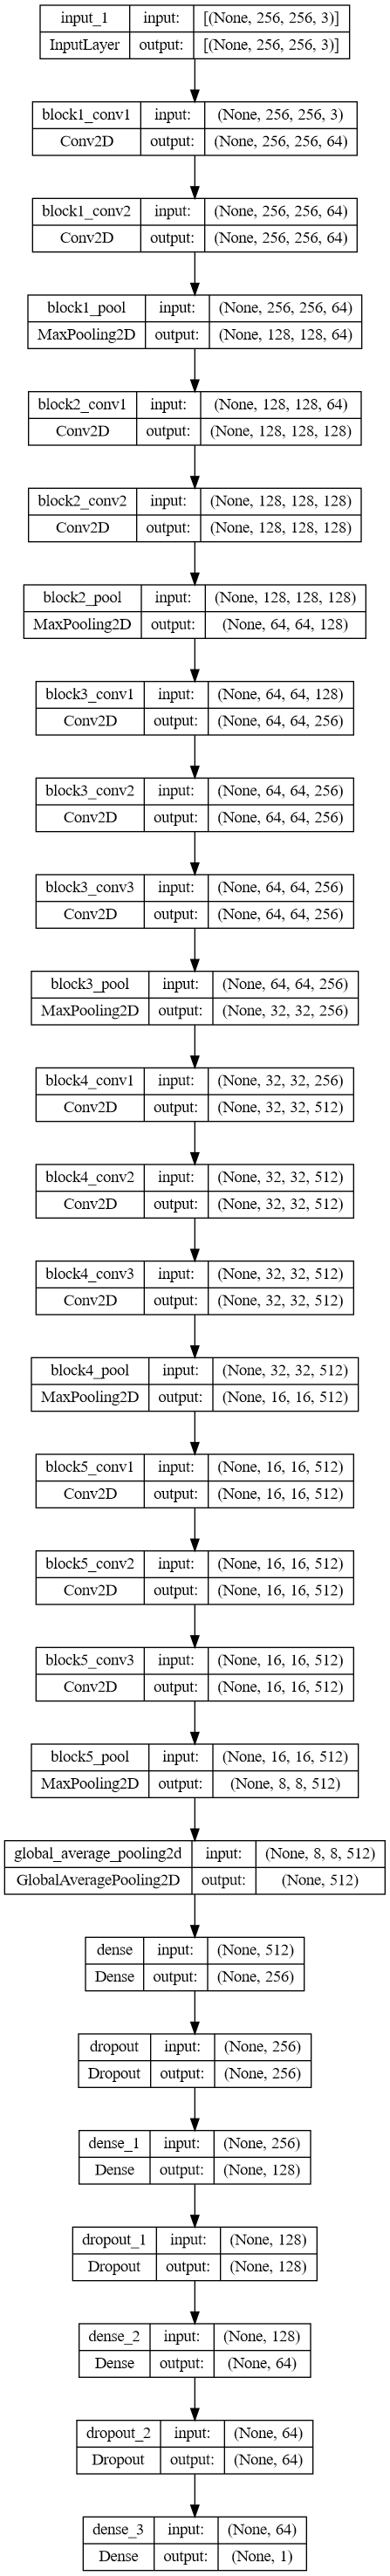 input_1 input: [(None, 256, 256, 3)]
InputLayer output: [(None, 256, 256, 3)]
block1_conv1 input: (None, 256, 256, 3)
Conv2D output: (None, 256, 256, 64)
block1_conv2 input: (None, 256, 256, 64)
Conv2D output: (None, 256, 256, 64)
block1_pool input: (None, 256, 256, 64)
MaxPooling2D output: (None, 128, 128, 64)
block2_conv1 input: (None, 128, 128, 64)
Conv2D output: (None, 128, 128, 128)
block2_conv2 input: (None, 128, 128, 128)
Conv2D output: (None, 128, 128, 128)
block2_pool input: (None, 128, 128, 128)
MaxPooling2D output: (None, 64, 64, 128)
block3_conv1 input: (None, 64, 64, 128)
Conv2D output: (None, 64, 64, 256)
block3_conv2 input: (None, 64, 64, 256)
Conv2D output: (None, 64, 64, 256)
block3_conv3 input: (None, 64, 64, 256)
Conv2D output: (None, 64, 64, 256)
block3_pool input: (None, 64, 64, 256)
MaxPooling2D output: (None, 32, 32, 256)
block4_conv1 input: (None, 32, 32, 256)
Conv2D output: (None, 32, 32, 512)
block4_conv2 input: (None, 32, 32, 512)
Conv2D output: (None, 32, 32, 512)
block4_conv3 input: (None, 32, 32, 512)
Conv2D output: (None, 32, 32, 512)
block4_pool input: (None, 32, 32, 512)
MaxPooling2D output: (None, 16, 16, 512)
block5_conv1 input: (None, 16, 16, 512)
Conv2D output: (None, 16, 16, 512)
block5_conv2 input: (None, 16, 16, 512)
Conv2D output: (None, 16, 16, 512)
block5_conv3 input: (None, 16, 16, 512)
Conv2D output: (None, 16, 16, 512)
block5_pool input: (None, 16, 16, 512)
MaxPooling2D output: (None, 8, 8, 512)
global_average_pooling2d input: (None, 8, 8, 512)
GlobalAveragePooling2D output: (None, 512)
dense input: (None, 512)
Dense output: (None, 256)
dropout input: (None, 256)
Dropout output: (None, 256)
dense_1 input: (None, 256)
Dense output: (None, 128)
dropout_1 input: (None, 128)
Dropout output: (None, 128)
dense_2 input: (None, 128)
Dense output: (None, 64)
dropout_2 input: (None, 64)
Dropout output: (None, 64)
dense_3 input: (None, 64)
Dense output: (None, 1)